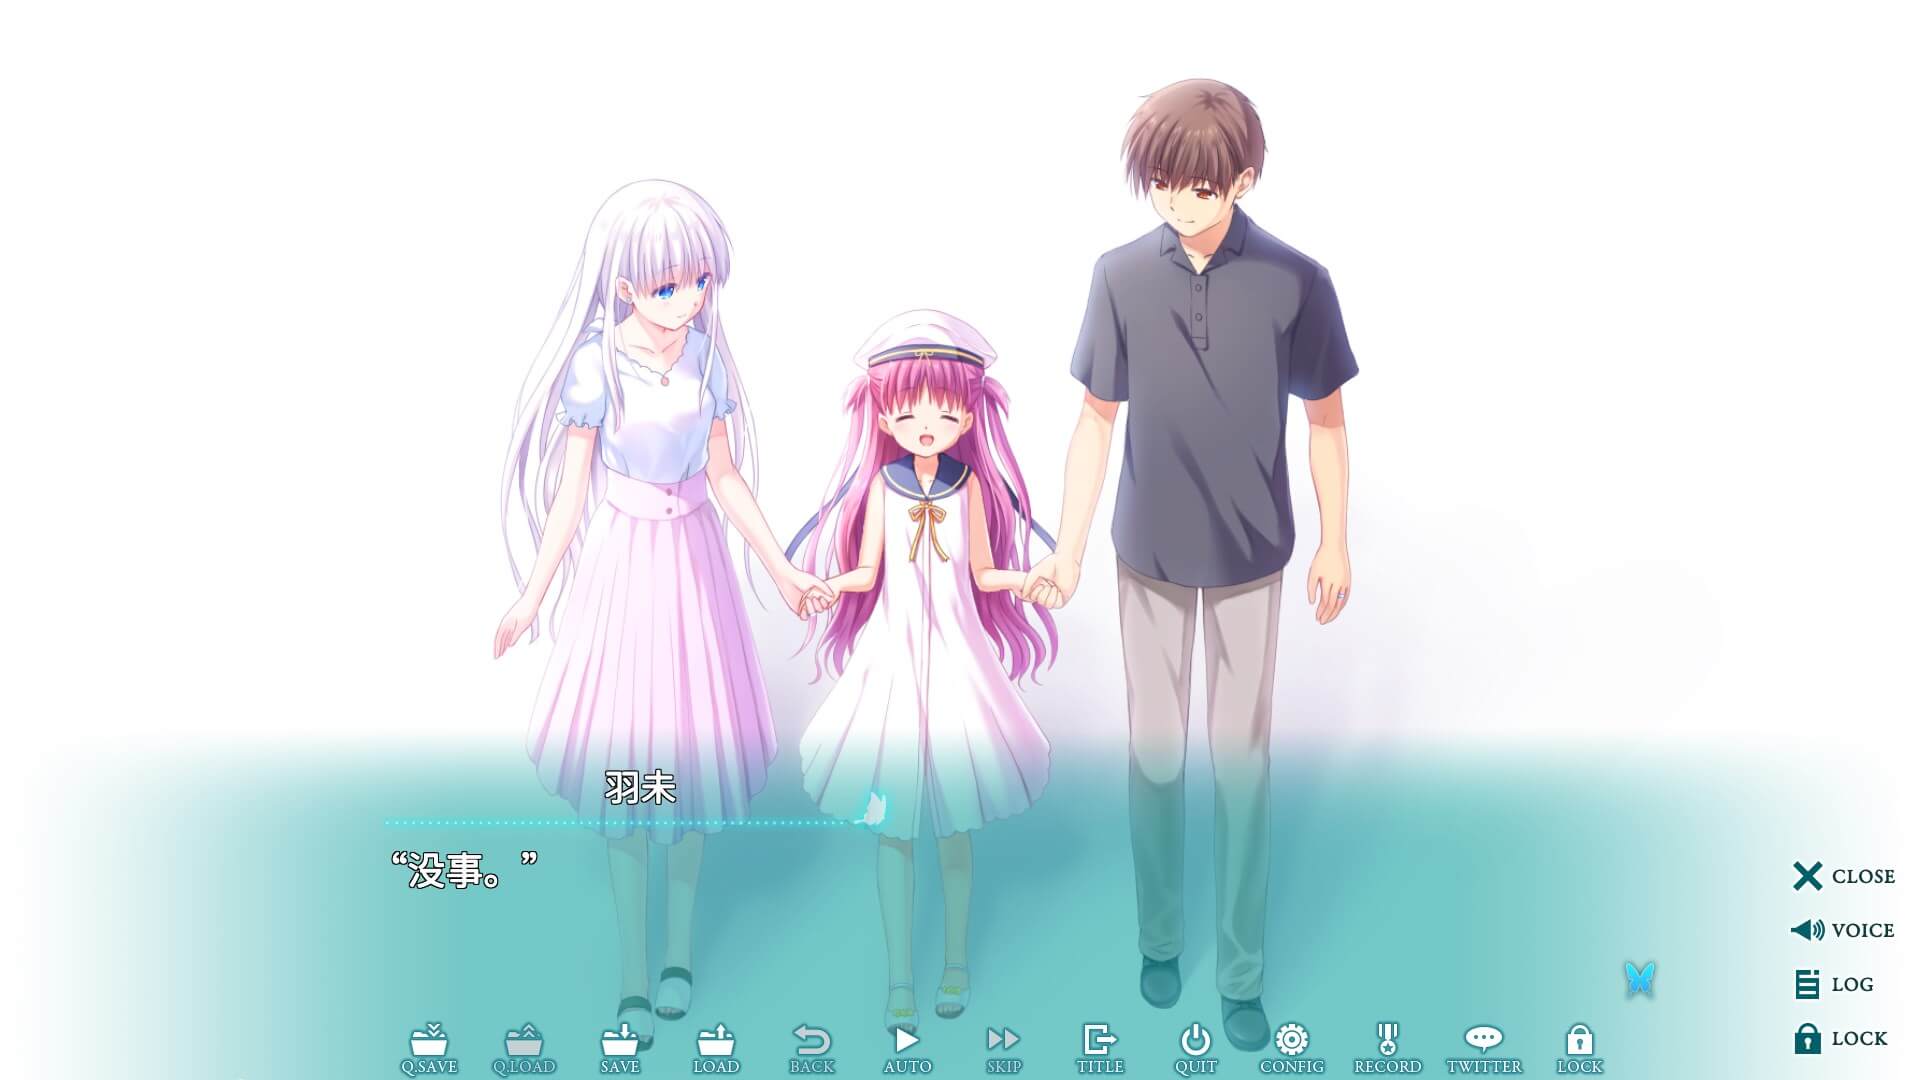 羽未
“没事。”
CLOSE
VOICE
LOG
LOCK
Q.SAVE
Q.LOAD
SAVE
LOAD
BACK
AUTO
SKIP
TITLE
QUIT
CONFIG
RECORD
TWITTER
LOCK